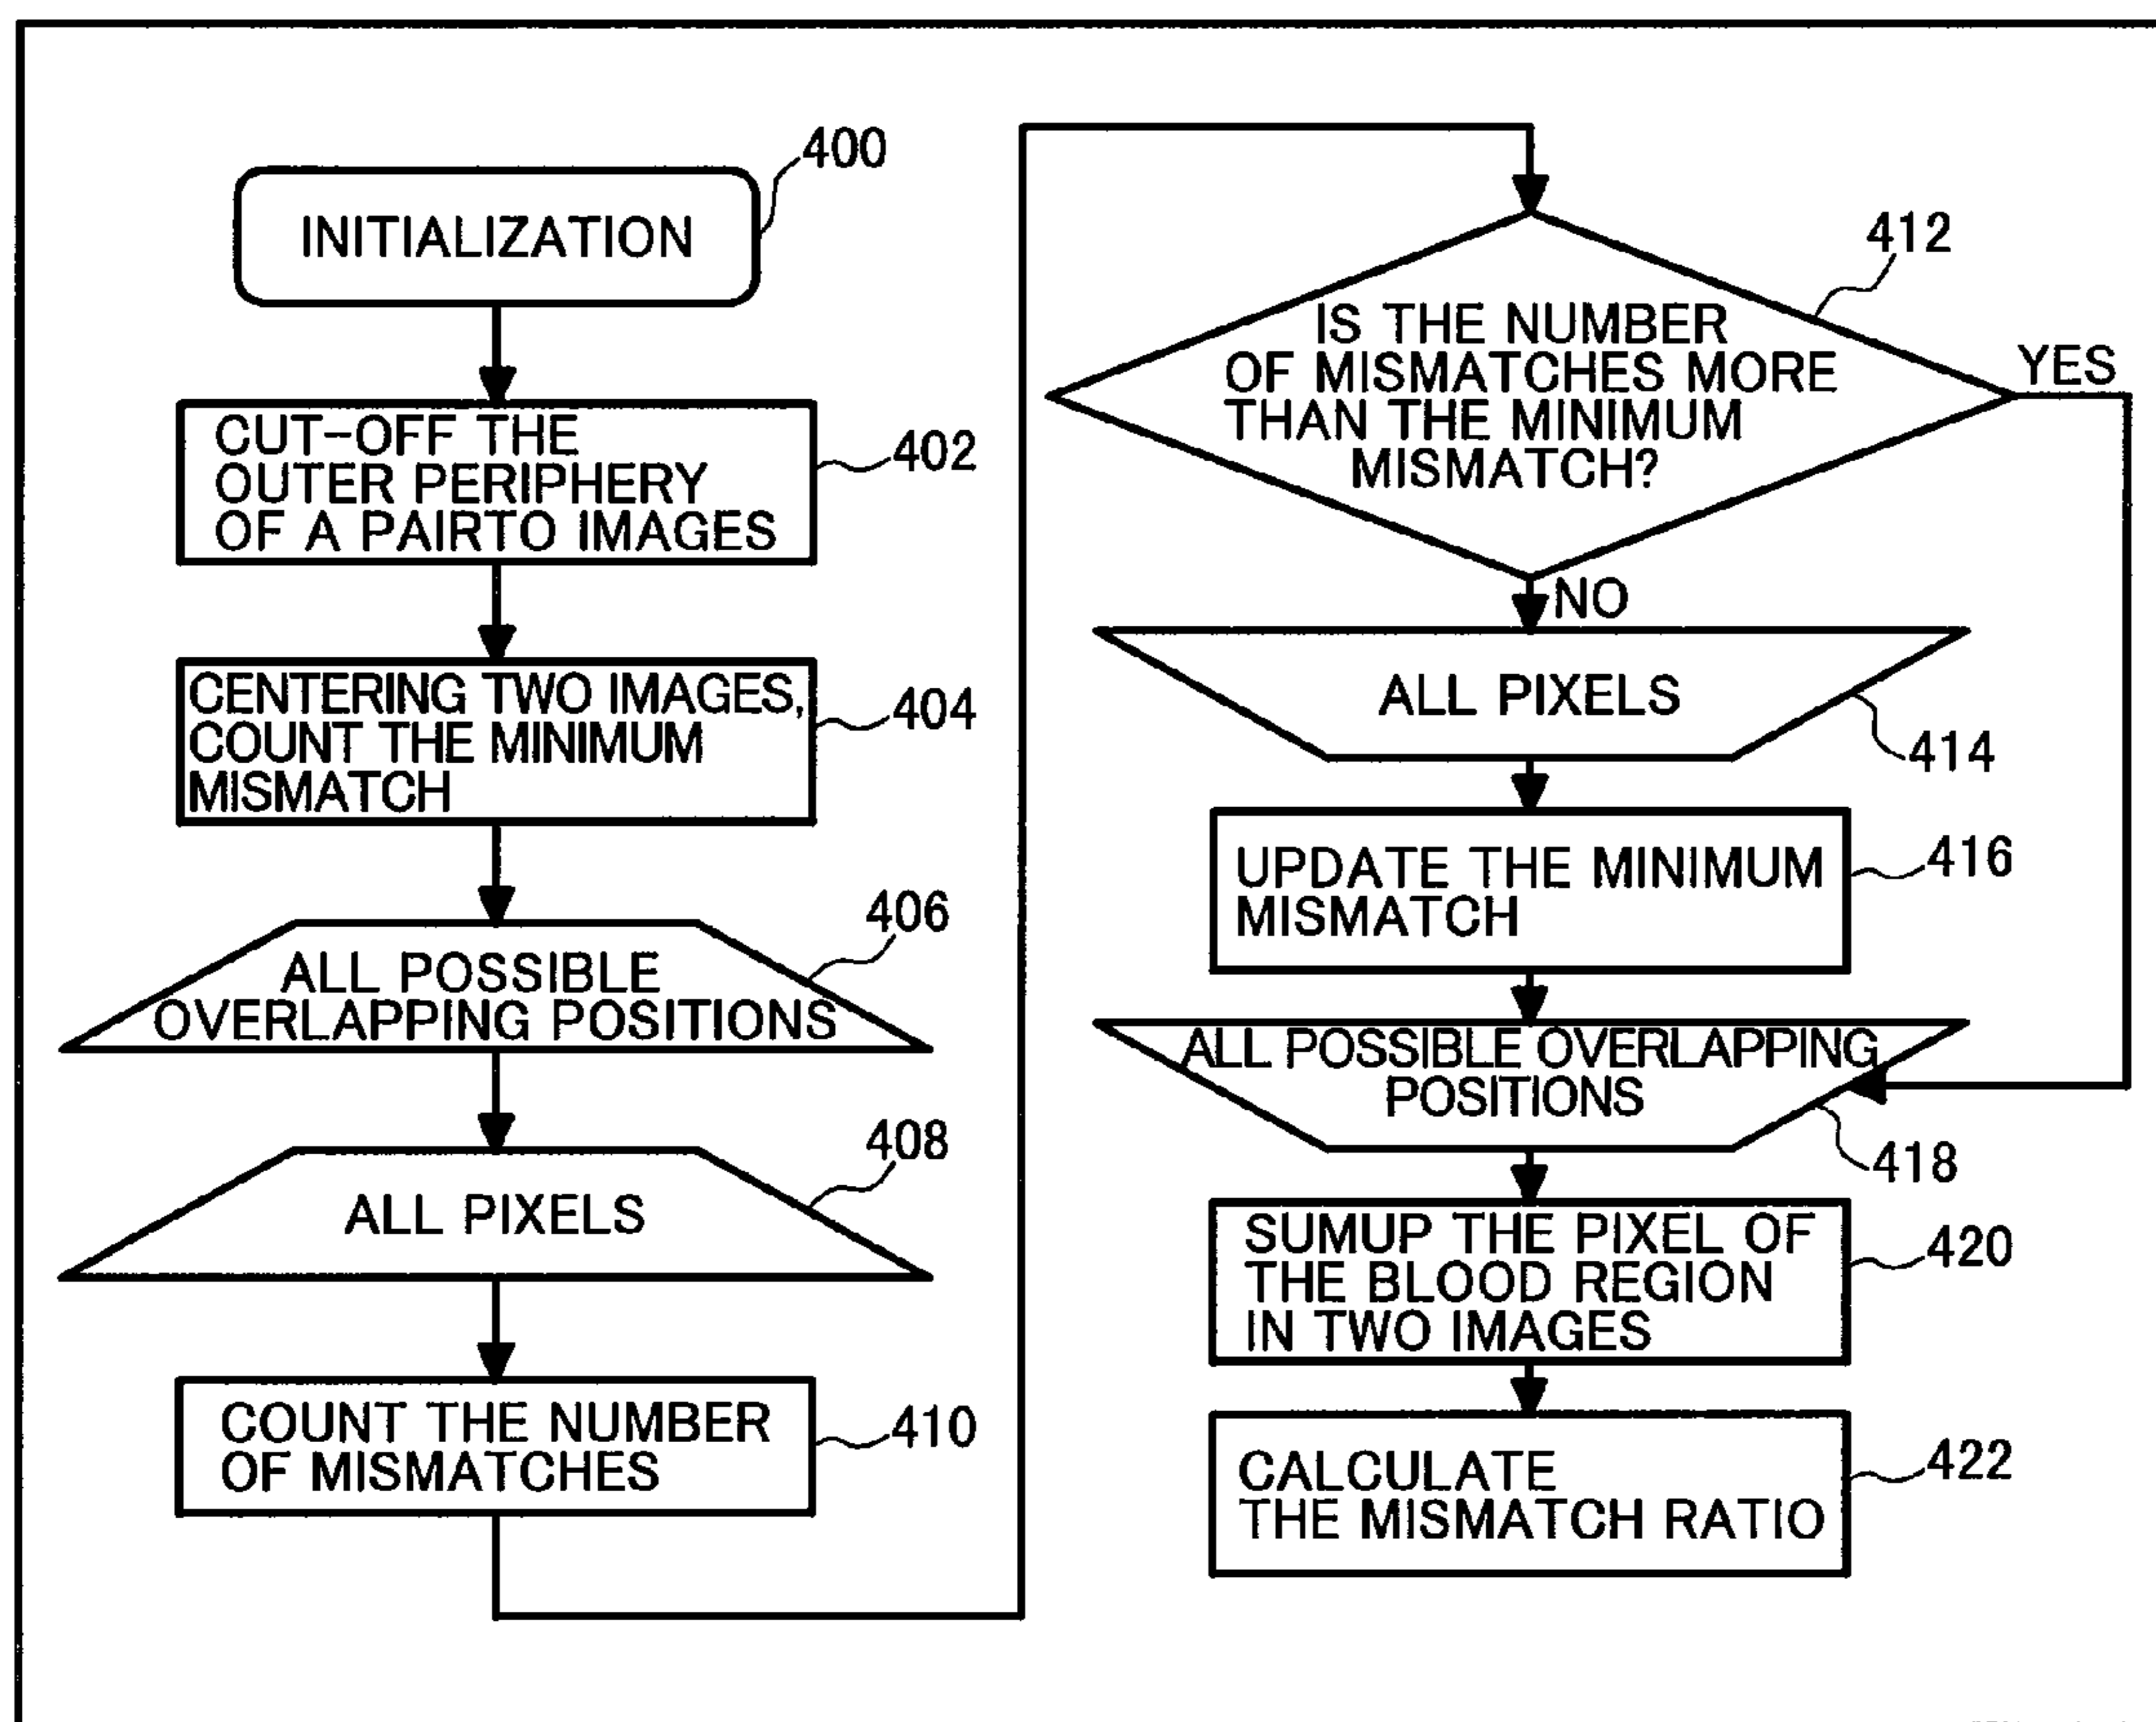 INITIALIZATION
400
CUT-OFF THE
OUTER PERIPHERY
OF A PAIRTO IMAGES
402
CENTERING TWO IMAGES,
COUNT THE MINIMUM
MISMATCH
404
ALL POSSIBLE
OVERLAPPING POSITIONS
406
ALL PIXELS
408
COUNT THE NUMBER
OF MISMATCHES
410
IS THE NUMBER
OF MISMATCHES MORE
THAN THE MINIMUM
MISMATCH?
412
YES
NO
ALL PIXELS
414
UPDATE THE MINIMUM
MISMATCH
416
ALL POSSIBLE OVERLAPPING
POSITIONS
418
SUMUP THE PIXEL OF
THE BLOOD REGION
IN TWO IMAGES
420
CALCULATE
THE MISMATCH RATIO
422